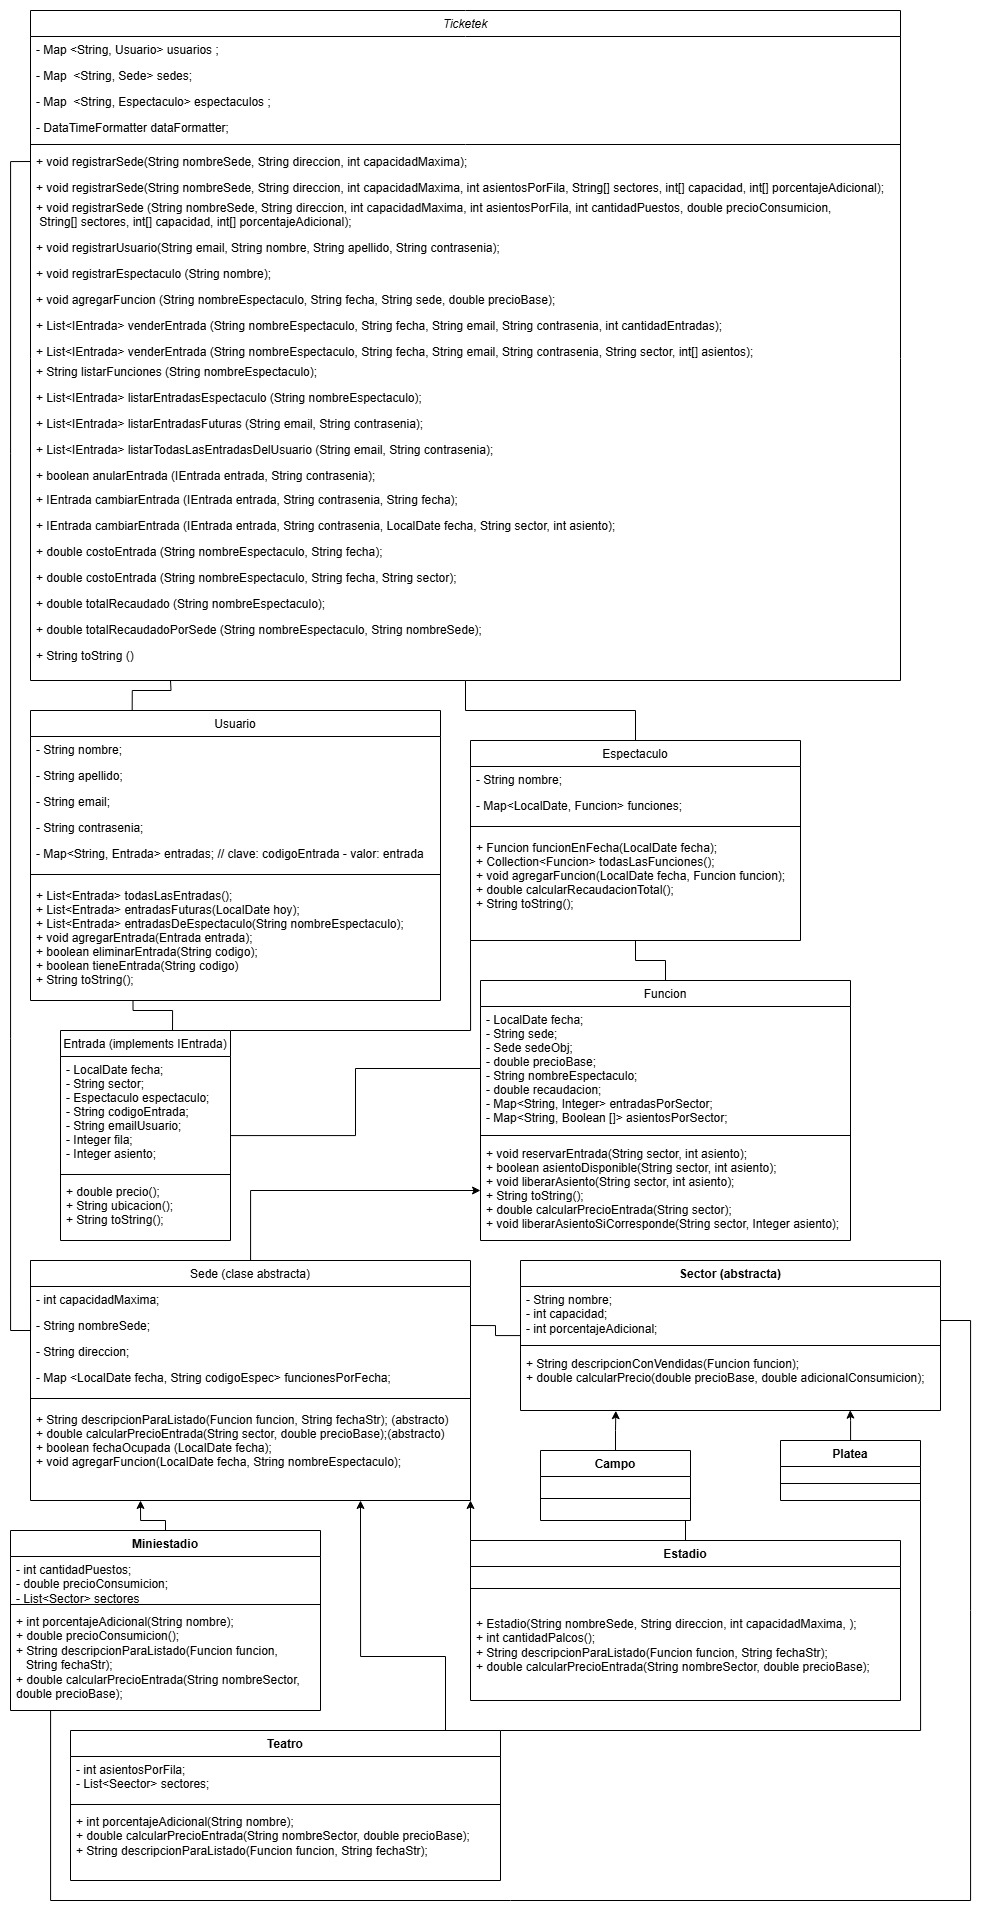 Ticketek
- Map <String, Usuario> usuarios ;
- Map  <String, Sede> sedes;
- Map  <String, Espectaculo> espectaculos ;
- DataTimeFormatter dataFormatter;
+ void registrarSede(String nombreSede, String direccion, int capacidadMaxima);
+ void registrarSede(String nombreSede, String direccion, int capacidadMaxima, int asientosPorFila, String[] sectores, int[] capacidad, int[] porcentajeAdicional);
+ void registrarSede (String nombreSede, String direccion, int capacidadMaxima, int asientosPorFila, int cantidadPuestos, double precioConsumicion,
String[] sectores, int[] capacidad, int[] porcentajeAdicional);
+ void registrarUsuario(String email, String nombre, String apellido, String contrasenia);
+ void registrarEspectaculo (String nombre);
+ void agregarFuncion (String nombreEspectaculo, String fecha, String sede, double precioBase);
+ List<IEntrada> venderEntrada (String nombreEspectaculo, String fecha, String email, String contrasenia, int cantidadEntradas);
+ List<IEntrada> venderEntrada (String nombreEspectaculo, String fecha, String email, String contrasenia, String sector, int[] asientos);
+ String listarFunciones (String nombreEspectaculo);
+ List<IEntrada> listarEntradasEspectaculo (String nombreEspectaculo);
+ List<IEntrada> listarEntradasFuturas (String email, String contrasenia);
+ List<IEntrada> listarTodasLasEntradasDelUsuario (String email, String contrasenia);
+ boolean anularEntrada (IEntrada entrada, String contrasenia);
+ IEntrada cambiarEntrada (IEntrada entrada, String contrasenia, String fecha);
+ IEntrada cambiarEntrada (IEntrada entrada, String contrasenia, LocalDate fecha, String sector, int asiento);
+ double costoEntrada (String nombreEspectaculo, String fecha);
+ double costoEntrada (String nombreEspectaculo, String fecha, String sector);
+ double totalRecaudado (String nombreEspectaculo);
+ double totalRecaudadoPorSede (String nombreEspectaculo, String nombreSede);
+ String toString ()
Usuario
- String nombre;
- String apellido;
- String email;
- String contrasenia;
- Map<String, Entrada> entradas; // clave: codigoEntrada - valor: entrada
+ List<Entrada> todasLasEntradas();
+ List<Entrada> entradasFuturas(LocalDate hoy);
+ List<Entrada> entradasDeEspectaculo(String nombreEspectaculo);
+ void agregarEntrada(Entrada entrada);
+ boolean eliminarEntrada(String codigo);
+ boolean tieneEntrada(String codigo)
+ String toString();
Espectaculo
- String nombre;
- Map<LocalDate, Funcion> funciones;
+ Funcion funcionEnFecha(LocalDate fecha);
+ Collection<Funcion> todasLasFunciones();
+ void agregarFuncion(LocalDate fecha, Funcion funcion);
+ double calcularRecaudacionTotal();
+ String toString();
Funcion
- LocalDate fecha;
- String sede;
- Sede sedeObj;
- double precioBase;
- String nombreEspectaculo;
- double recaudacion;
- Map<String, Integer> entradasPorSector;
- Map<String, Boolean []> asientosPorSector;
+ void reservarEntrada(String sector, int asiento);
+ boolean asientoDisponible(String sector, int asiento);
+ void liberarAsiento(String sector, int asiento);
+ String toString();
+ double calcularPrecioEntrada(String sector);
+ void liberarAsientoSiCorresponde(String sector, Integer asiento);
Entrada (implements IEntrada)
- LocalDate fecha;
- String sector;
- Espectaculo espectaculo;
- String codigoEntrada;
- String emailUsuario;
- Integer fila;
- Integer asiento;
+ double precio();
+ String ubicacion();
+ String toString();
Sede (clase abstracta)
- int capacidadMaxima;
- String nombreSede;
- String direccion;
- Map <LocalDate fecha, String codigoEspec> funcionesPorFecha;
+ String descripcionParaListado(Funcion funcion, String fechaStr); (abstracto)
+ double calcularPrecioEntrada(String sector, double precioBase);(abstracto)
+ boolean fechaOcupada (LocalDate fecha);
+ void agregarFuncion(LocalDate fecha, String nombreEspectaculo);
Sector (abstracta)
- String nombre;
- int capacidad;
- int porcentajeAdicional;
+ String descripcionConVendidas(Funcion funcion);
+ double calcularPrecio(double precioBase, double adicionalConsumicion);
Campo
Platea
Miniestadio
- int cantidadPuestos;
- double precioConsumicion;
- List<Sector> sectores
+ int porcentajeAdicional(String nombre);
+ double precioConsumicion();
+ String descripcionParaListado(Funcion funcion,
String fechaStr);
+ double calcularPrecioEntrada(String nombreSector,
double precioBase);
Estadio
+ Estadio(String nombreSede, String direccion, int capacidadMaxima, );
+ int cantidadPalcos();
+ String descripcionParaListado(Funcion funcion, String fechaStr);
+ double calcularPrecioEntrada(String nombreSector, double precioBase);
Teatro
- int asientosPorFila;
- List<Seector> sectores;
+ int porcentajeAdicional(String nombre);
+ double calcularPrecioEntrada(String nombreSector, double precioBase);
+ String descripcionParaListado(Funcion funcion, String fechaStr);